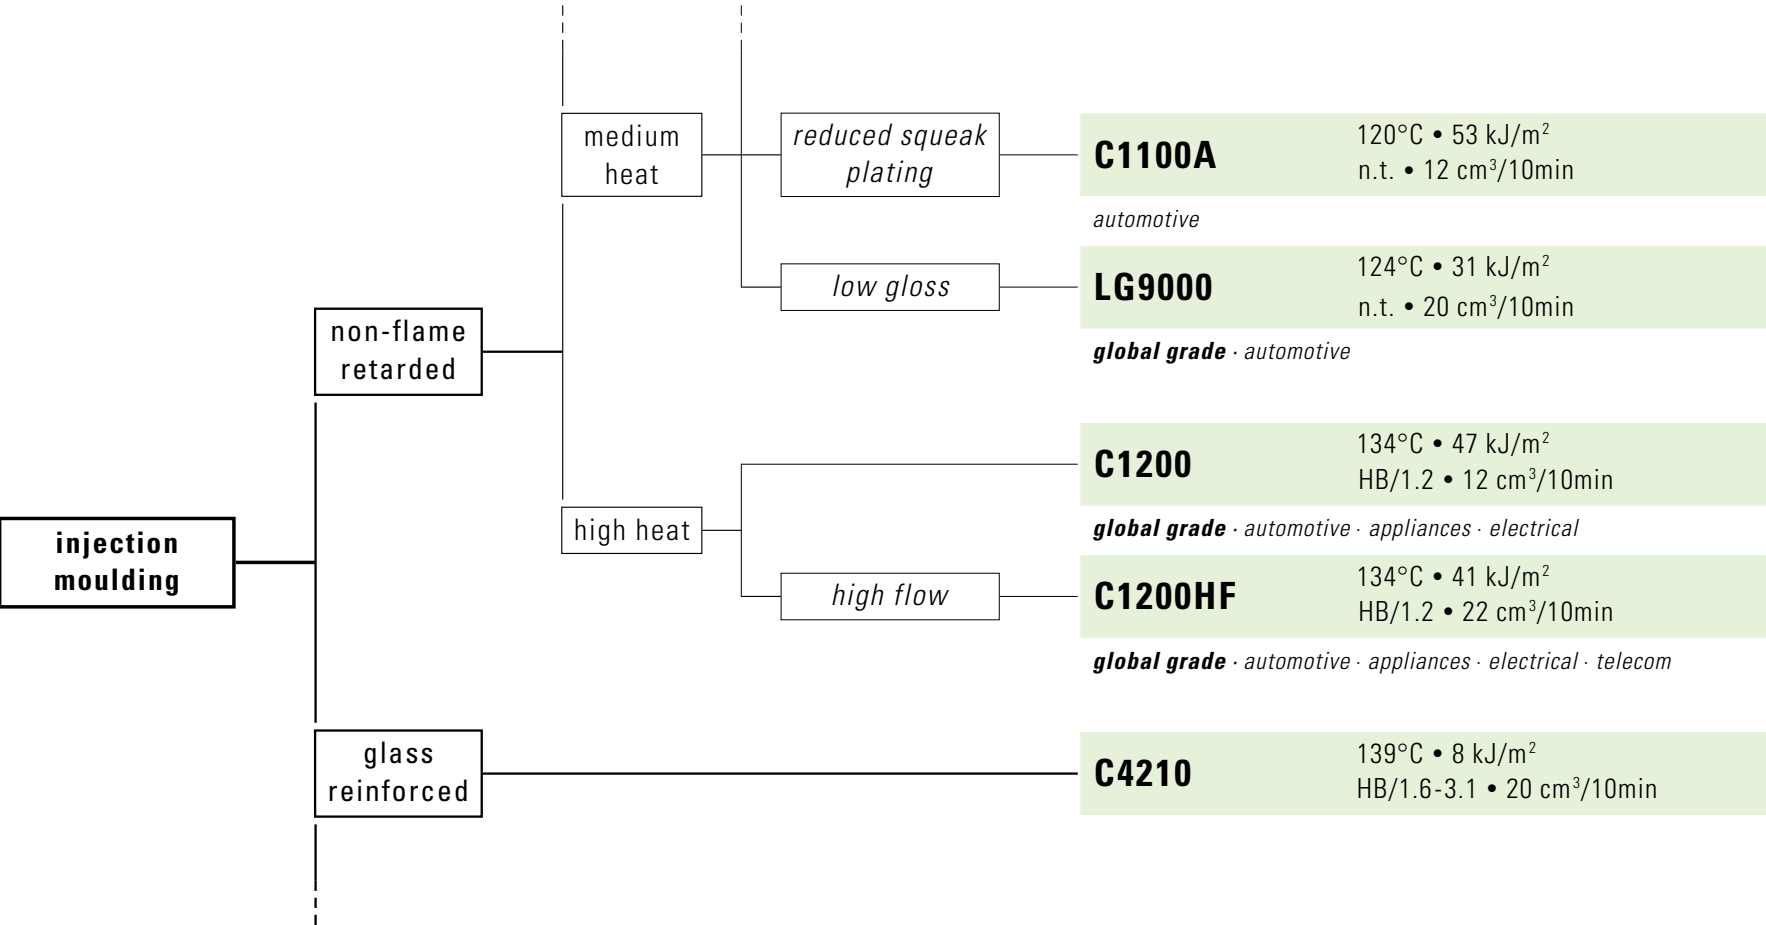 medium
heat
reduced squeak
plating
C1100A
120°C • 53 kJ/m²
n.t. • 12 cm³/10min
automotive
low gloss
LG9000
124°C • 31 kJ/m²
n.t. • 20 cm³/10min
global grade · automotive
non-flame
retarded
C1200
134°C • 47 kJ/m²
HB/1.2 • 12 cm³/10min
global grade · automotive · appliances · electrical
high heat
injection
moulding
high flow
C1200HF
134°C • 41 kJ/m²
HB/1.2 • 22 cm³/10min
global grade · automotive · appliances · electrical · telecom
glass
reinforced
C4210
139°C • 8 kJ/m²
HB/1.6-3.1 • 20 cm³/10min